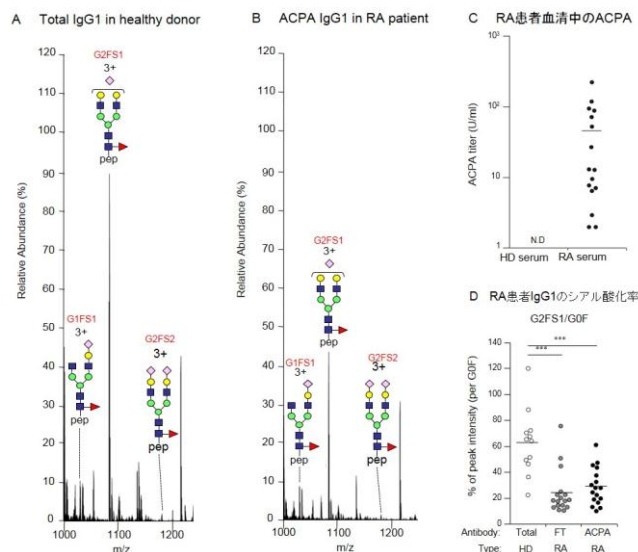 A Total IgG1 in healthy donor
G2FS1
3+
pep
G1FS1
3+
pep
G2FS2
3+
pep
Relative Abundance (%)
120
110
100
90
80
70
60
50
40
30
20
10
0
1000 1100 1200
m/z
B ACPA IgG1 in RA patient
G2FS1
3+
pep
G1FS1
3+
pep
G2FS2
3+
pep
Relative Abundance (%)
120
110
100
90
80
70
60
50
40
30
20
10
0
1000 1100 1200
m/z
C RA患者血清中のACPA
ACPA titer (U/ml)
10³
10²
10
1
N.D
HD serum RA serum
D RA患者IgG1のシアル酸化率
G2FS1/G0F
***
***
% of peak intensity (per G0F)
140
120
100
80
60
40
20
0
Antibody: Total FT ACPA
Type: HD RA RA